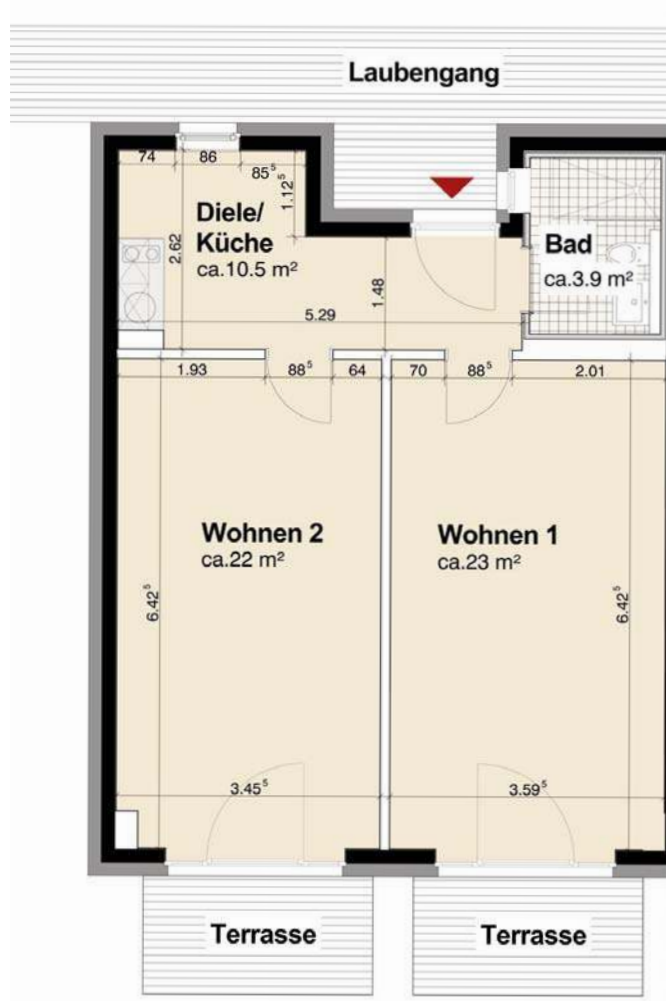 Laubengang
74 86 85⁵
1.12⁵
Diele/
Küche
ca.10.5 m²
2.62
Bad
ca.3.9 m²
1.48
5.29
1.93 88⁵ 64 70 88⁵ 2.01
Wohnen 2
ca.22 m²
Wohnen 1
ca.23 m²
6.42⁵
6.42⁵
3.45⁵
3.59⁵
Terrasse
Terrasse